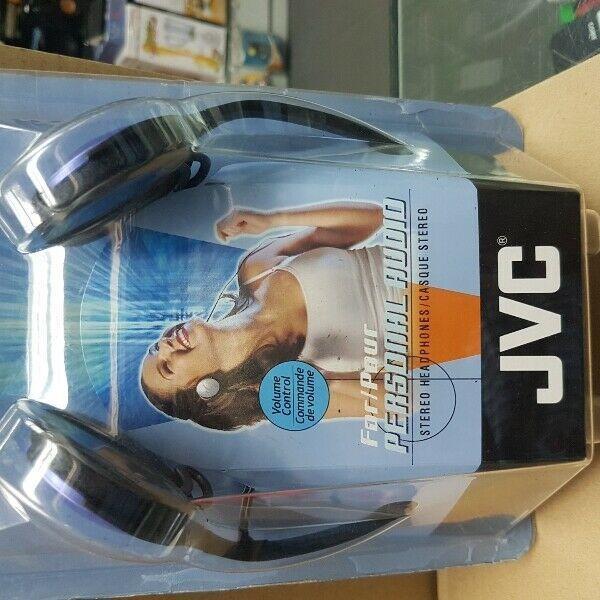 Volume
Control
Commande
de volume
For/Pour
PERSONAL AUDIO
STEREO HEADPHONES/CASQUE STEREO
JVC®